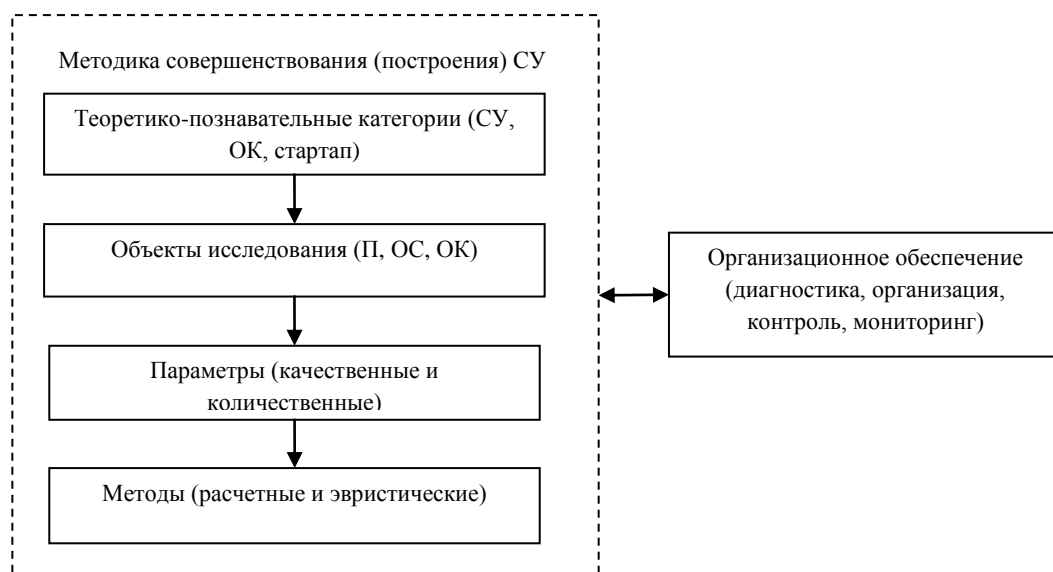 Методика совершенствования (построения) СУ
Теоретико-познавательные категории (СУ,
ОК, стартап)
Объекты исследования (П, ОС, ОК)
Параметры (качественные и
количественные)
Методы (расчетные и эвристические)
Организационное обеспечение
(диагностика, организация,
контроль, мониторинг)